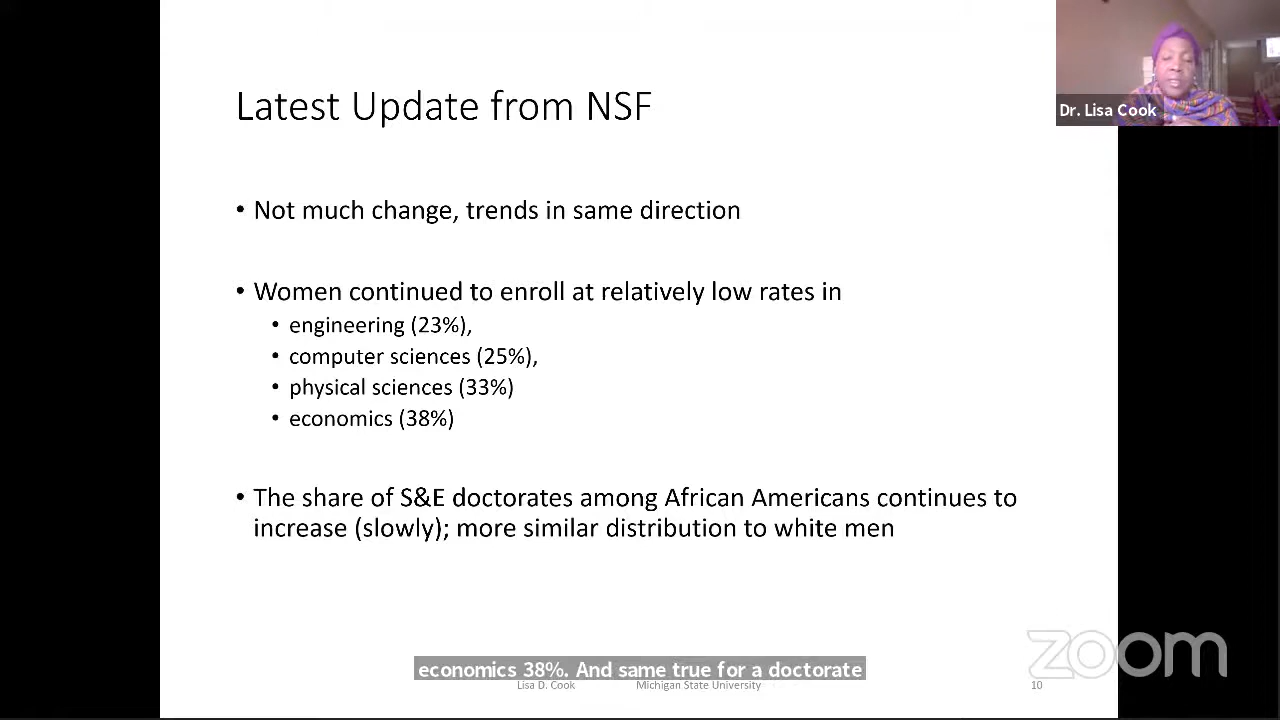 Latest Update from NSF
Dr. Lisa Cook
• Not much change, trends in same direction
• Women continued to enroll at relatively low rates in
• engineering (23%),
• computer sciences (25%),
• physical sciences (33%)
• economics (38%)
• The share of S&E doctorates among African Americans continues to
increase (slowly); more similar distribution to white men
economics 38%. And same true for a doctorate
Lisa D. Cook Michigan State University 10
zoom